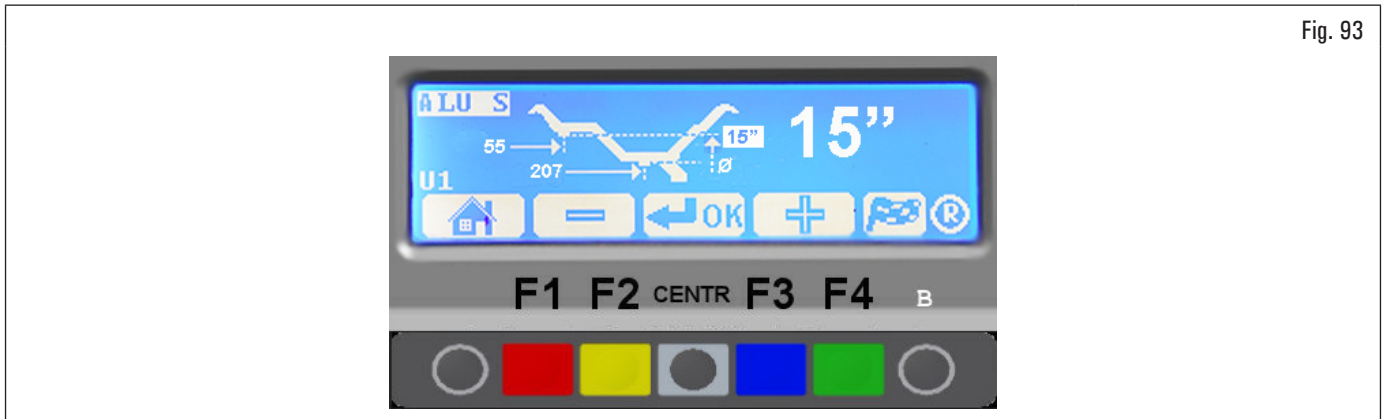 Fig. 93
ALU S
15”
15”
55
207
Ø
U1
OK
R
F1 F2 CENTR F3 F4 B